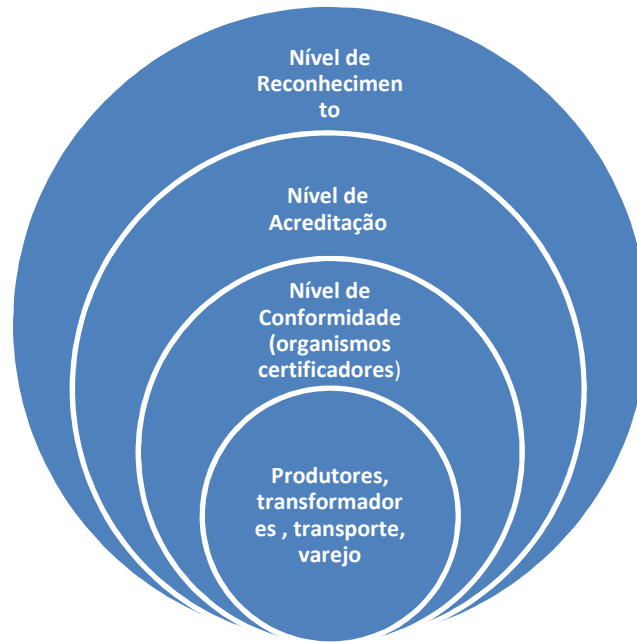 Nível de
Reconhecimen
to
Nível de
Acreditação
Nível de
Conformidade
(organismos
certificadores)
Produtores,
transformador
es , transporte,
varejo